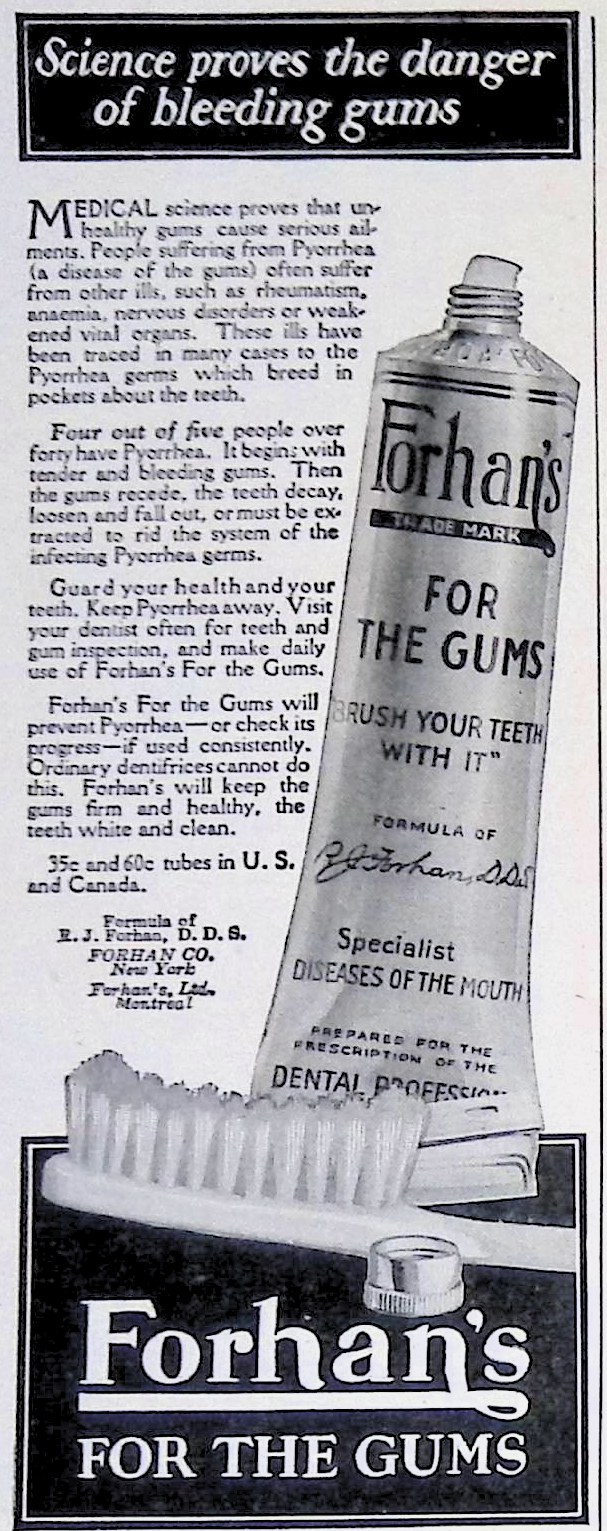 Science proves the danger
of bleeding gums
MEDICAL science proves that un-
healthy gums cause serious ail-
ments. People suffering from Pyorrhea
(a disease of the gums) often suffer
from other ills, such as rheumatism,
anaemia, nervous disorders or weak-
ened vital organs. These ills have
been traced in many cases to the
Pyorrhea germs which breed in
pockets about the teeth.
Four out of five people over
forty have Pyorrhea. It begins with
tender and bleeding gums. Then
the gums recede, the teeth decay,
loosen and fall out, or must be ex-
tracted to rid the system of the
infecting Pyorrhea germs.
Guard your health and your
teeth. Keep Pyorrhea away. Visit
your dentist often for teeth and
gum inspection, and make daily
use of Forhan's For the Gums.
Forhan's For the Gums will
prevent Pyorrhea—or check its
progress—if used consistently.
Ordinary dentifrices cannot do
this. Forhan's will keep the
gums firm and healthy, the
teeth white and clean.
35c and 60c tubes in U. S.
and Canada.
Formula of
R. J. Forhan, D. D. S.
FORHAN CO.
New York
Forhan's, Ltd.
Montreal
Forhan's
TRADE MARK
FOR
THE GUMS
BRUSH YOUR TEETH
WITH IT"
FORMULA OF
R J Forhan, D.D.S
Specialist
DISEASES OF THE MOUTH
PREPARED FOR THE
PRESCRIPTION OF THE
DENTAL PROFESSION
Forhan's
FOR THE GUMS